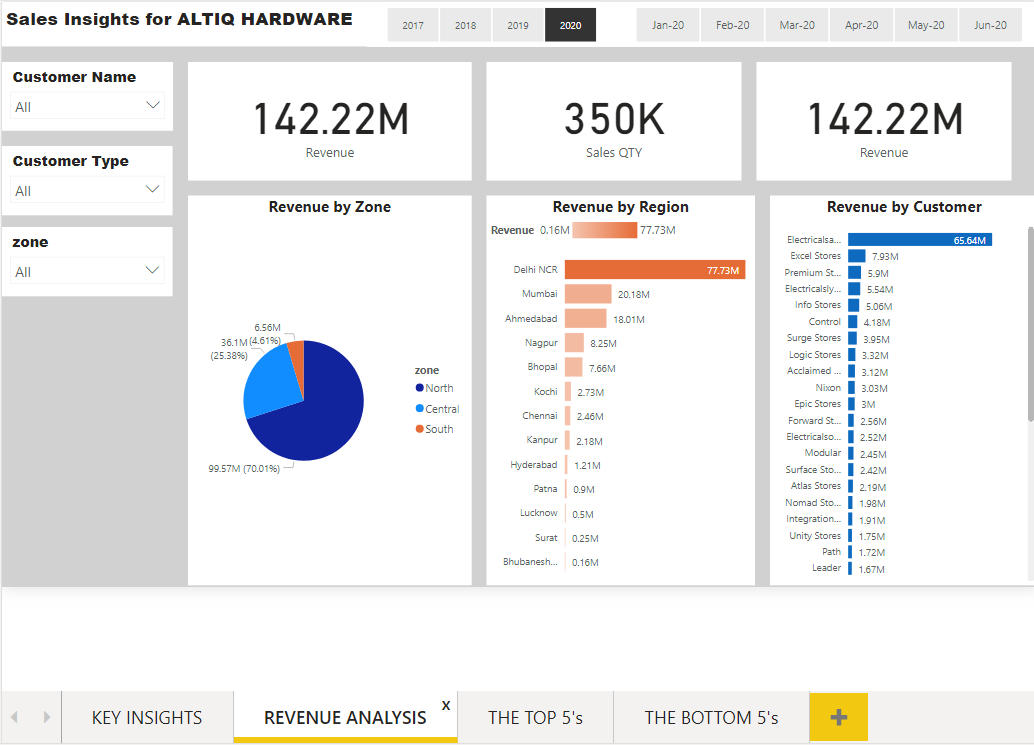 Sales Insights for ALTIQ HARDWARE
2017 2018 2019 2020
Jan-20 Feb-20 Mar-20 Apr-20 May-20 Jun-20
Customer Name
All
Customer Type
All
zone
All
142.22M
Revenue
350K
Sales QTY
142.22M
Revenue
Revenue by Zone
6.56M
(4.61%)
36.1M
(25.38%)
99.57M (70.01%)
zone
North
Central
South
Revenue by Region
Revenue 0.16M 77.73M
Delhi NCR 77.73M
Mumbai 20.18M
Ahmedabad 18.01M
Nagpur 8.25M
Bhopal 7.66M
Kochi 2.73M
Chennai 2.46M
Kanpur 2.18M
Hyderabad 1.21M
Patna 0.9M
Lucknow 0.5M
Surat 0.25M
Bhubanesh... 0.16M
Revenue by Customer
Electricalsa... 65.64M
Excel Stores 7.93M
Premium St... 5.9M
Electricalsly... 5.54M
Info Stores 5.06M
Control 4.18M
Surge Stores 3.95M
Logic Stores 3.32M
Acclaimed ... 3.12M
Nixon 3.03M
Epic Stores 3M
Forward St... 2.56M
Electricalso... 2.52M
Modular 2.45M
Surface Sto... 2.42M
Atlas Stores 2.19M
Nomad Sto... 1.98M
Integration... 1.91M
Unity Stores 1.75M
Path 1.72M
Leader 1.67M
KEY INSIGHTS
REVENUE ANALYSIS X
THE TOP 5's
THE BOTTOM 5's
+